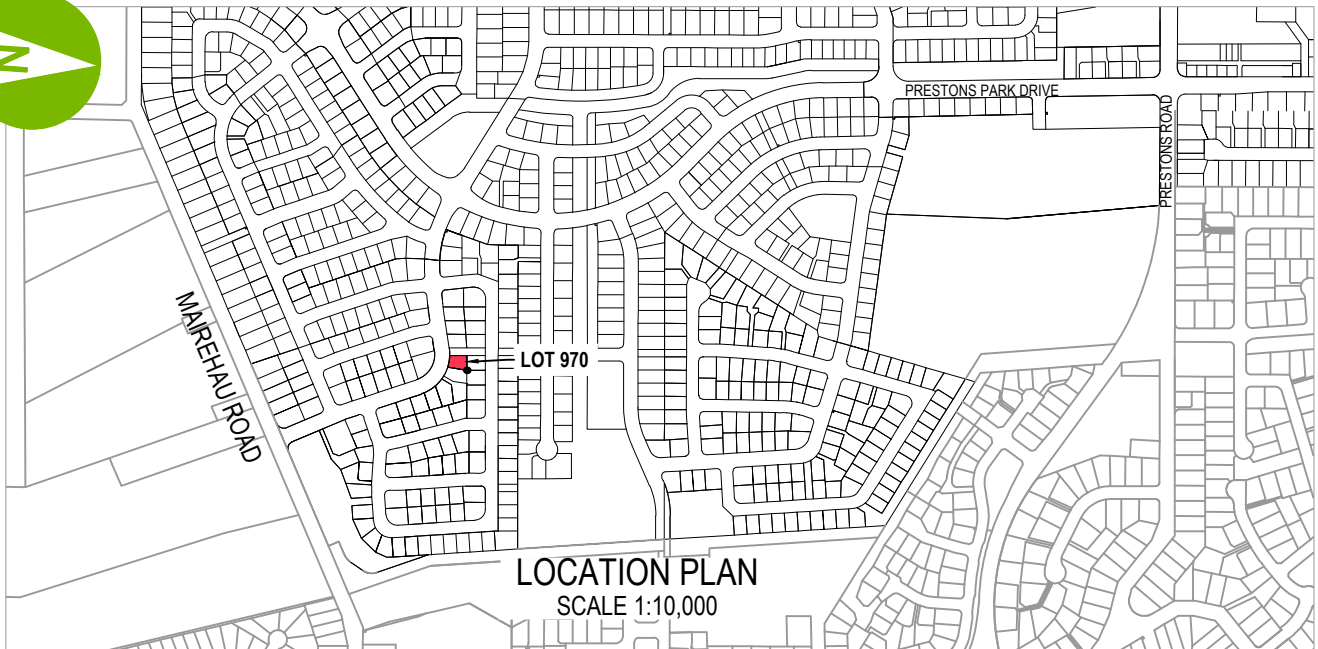 N
PRESTONS PARK DRIVE
PRESTONS ROAD
MAIREHAU ROAD
LOT 970
LOCATION PLAN
SCALE 1:10,000